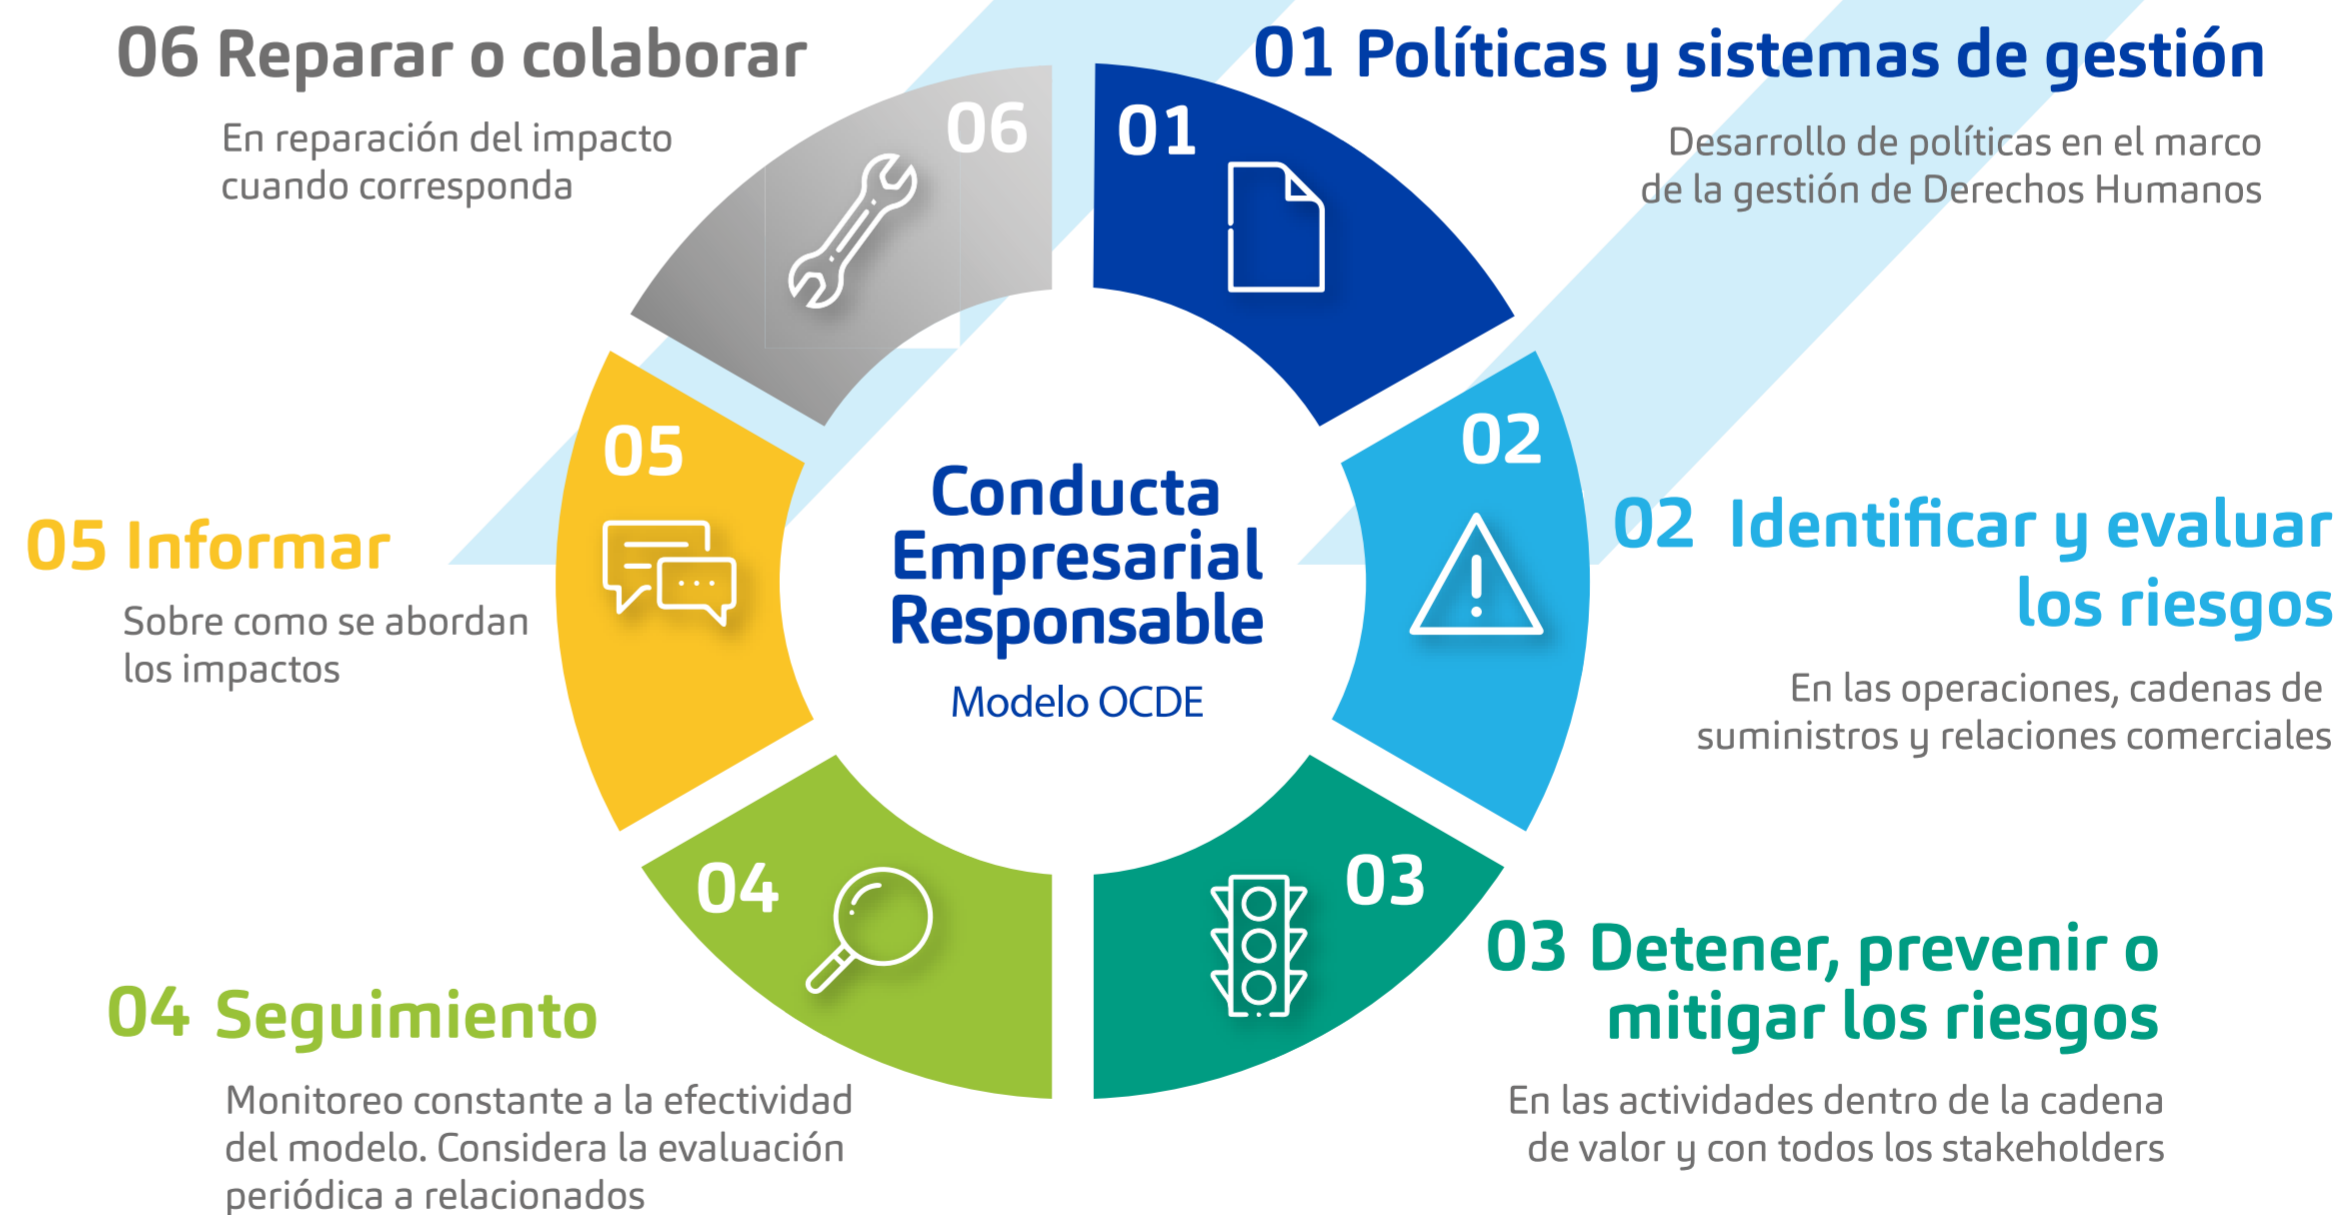 06 Reparar o colaborar
En reparación del impacto
cuando corresponda
01 Políticas y sistemas de gestión
Desarrollo de políticas en el marco
de la gestión de Derechos Humanos
06
01
02
05
Conducta
Empresarial
Responsable
Modelo OCDE
02 Identificar y evaluar
los riesgos
En las operaciones, cadenas de
suministros y relaciones comerciales
05 Informar
Sobre como se abordan
los impactos
04
03
03 Detener, prevenir o
mitigar los riesgos
En las actividades dentro de la cadena
de valor y con todos los stakeholders
04 Seguimiento
Monitoreo constante a la efectividad
del modelo. Considera la evaluación
periódica a relacionados